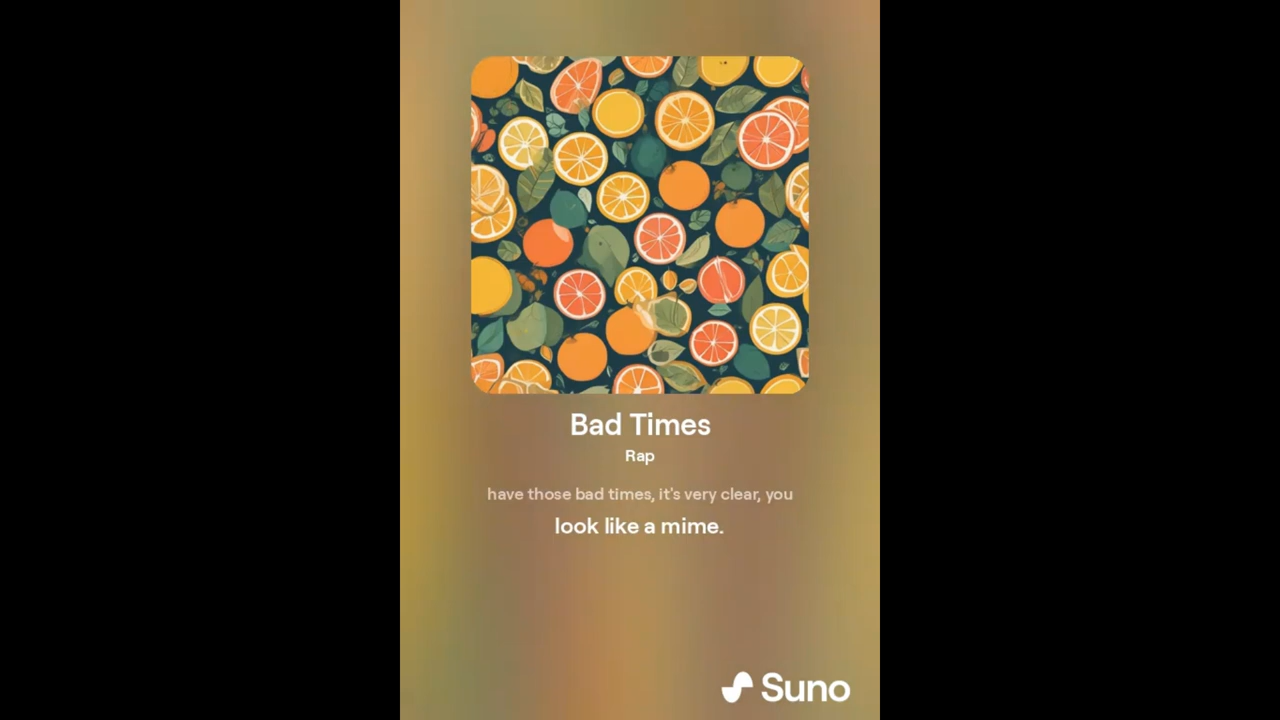 Bad Times
Rap
have those bad times, it's very clear, you
look like a mime.
Suno